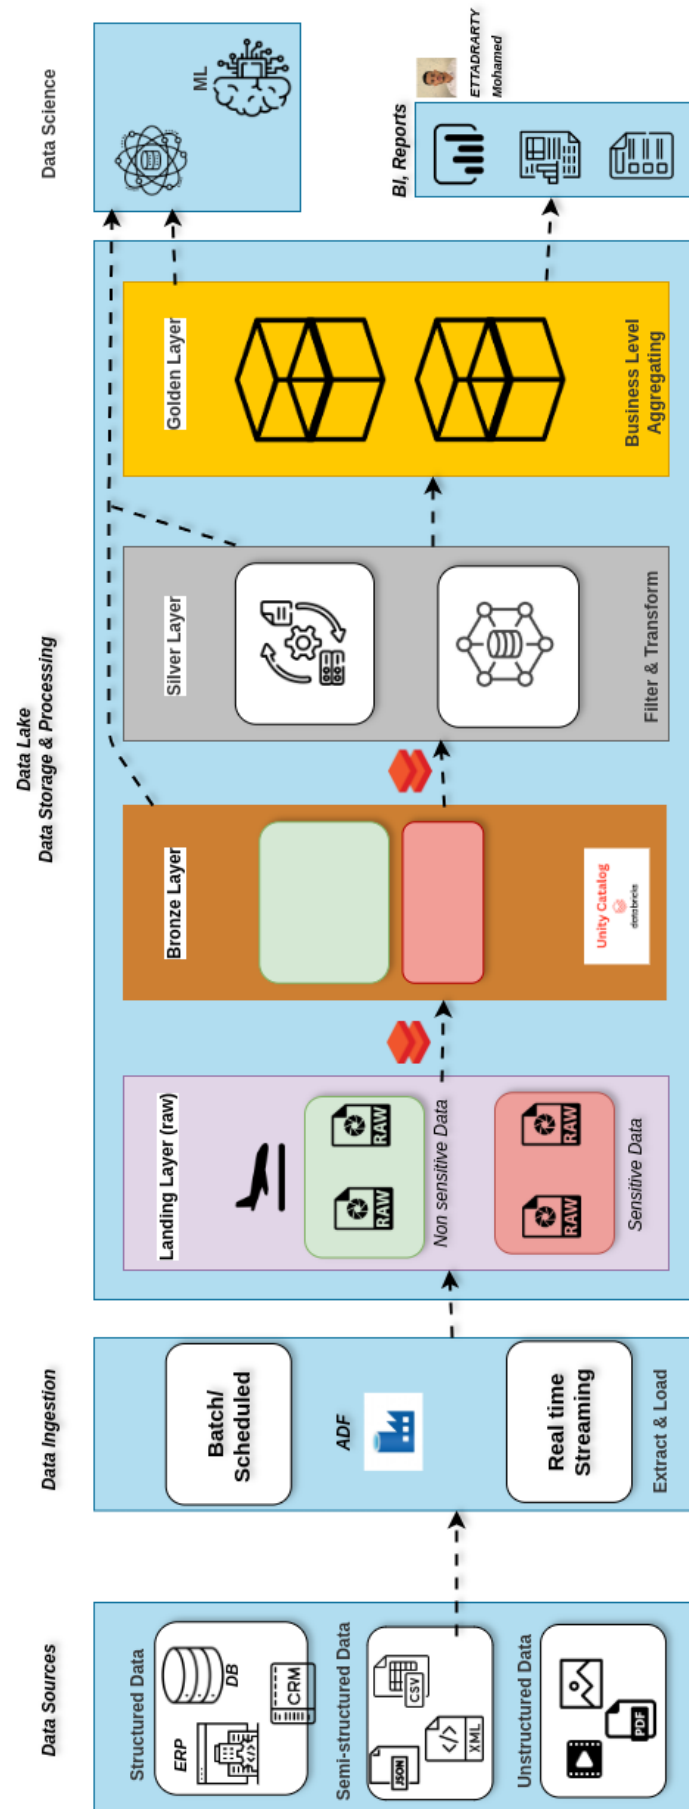 Data Sources
Structured Data
ERP
DB
CRM
Semi-structured Data
JSON
XML
CSV
Unstructured Data
PDF
Data Ingestion
Batch/
Scheduled
ADF
Real time
Streaming
Extract & Load
Data Lake
Data Storage & Processing
Landing Layer (raw)
RAW
RAW
Non sensitive Data
RAW
RAW
Sensitive Data
Bronze Layer
Unity Catalog
databricks
Silver Layer
Filter & Transform
Golden Layer
Business Level
Aggregating
Data Science
ML
BI, Reports
ETTADRARTY
Mohamed